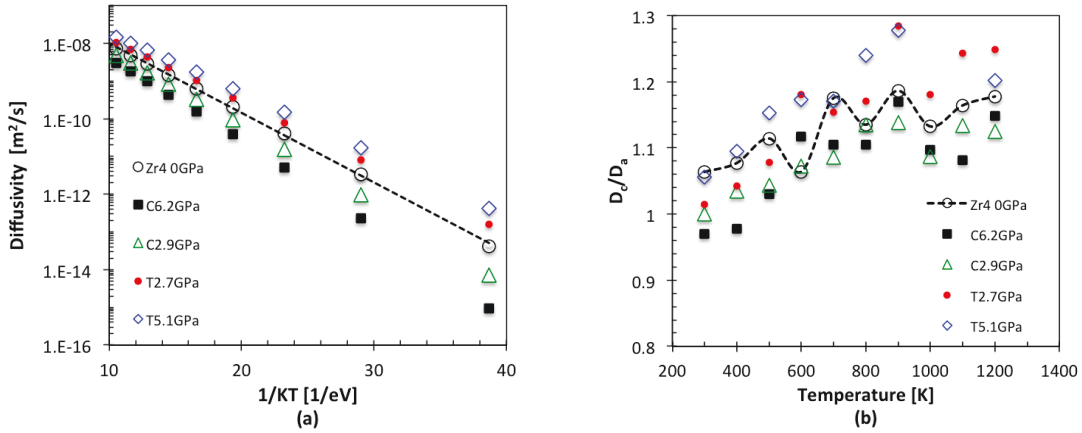 (a)
1.E-08
1.E-10
1.E-12
1.E-14
1.E-16
Diffusivity [m²/s]
Zr4 0GPa
C6.2GPa
C2.9GPa
T2.7GPa
T5.1GPa
10
20
30
40
1/KT [1/eV]
(a)
1.3
1.2
1.1
1
0.9
0.8
Dc/Da
Zr4 0GPa
C6.2GPa
C2.9GPa
T2.7GPa
T5.1GPa
200
400
600
800
1000
1200
1400
Temperature [K]
(b)